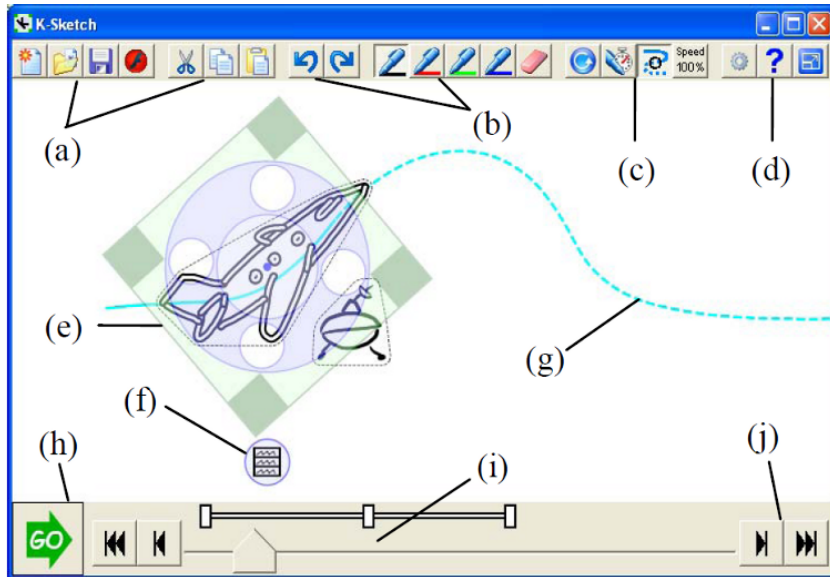 K-Sketch
Speed
100%
?
(a)
(b)
(c)
(d)
(e)
(f)
(g)
(h)
(i)
(j)
GO